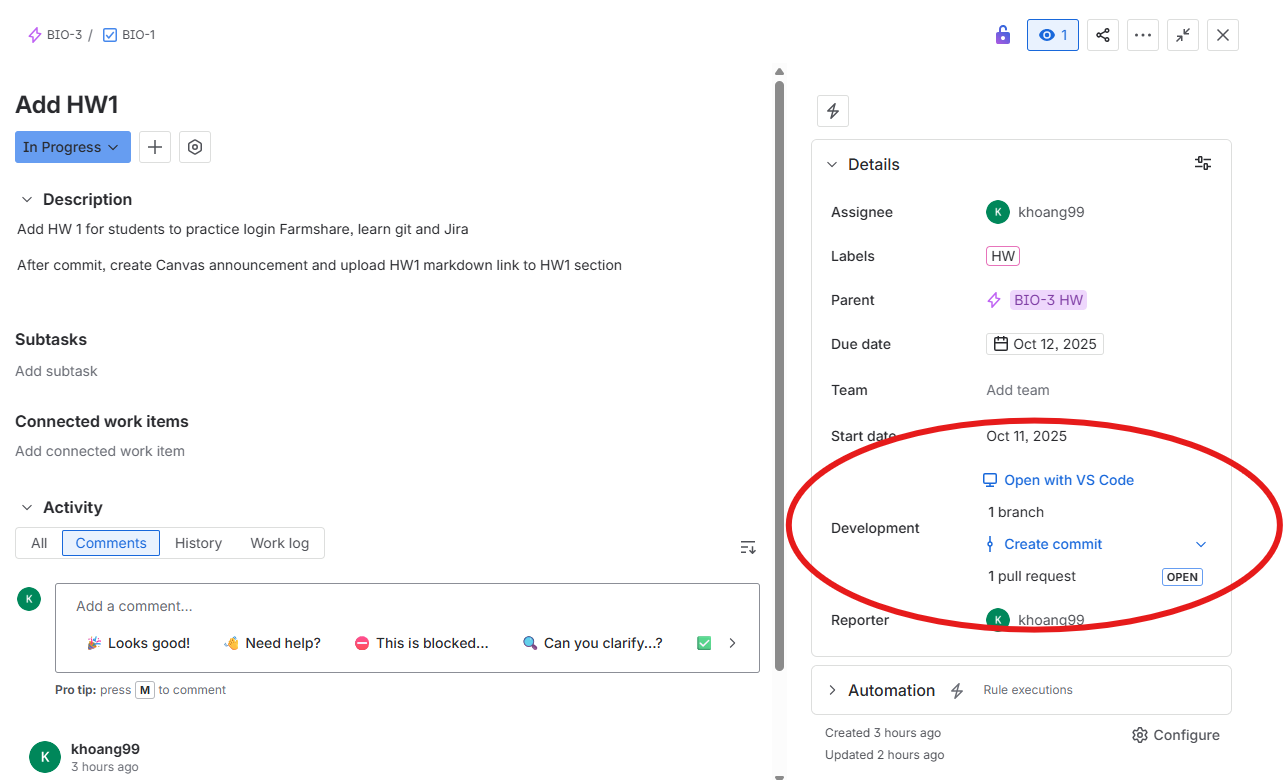 BIO-3 / BIO-1
1
Add HW1
In Progress
Description
Add HW 1 for students to practice login Farmshare, learn git and Jira
After commit, create Canvas announcement and upload HW1 markdown link to HW1 section
Subtasks
Add subtask
Connected work items
Add connected work item
Activity
All Comments History Work log
K
Add a comment...
Looks good! Need help? This is blocked... Can you clarify...?
Pro tip: press M to comment
K khoang99
3 hours ago
Details
Assignee K khoang99
Labels HW
Parent BIO-3 HW
Due date Oct 12, 2025
Team Add team
Start date Oct 11, 2025
Development
Open with VS Code
1 branch
Create commit
1 pull request OPEN
Reporter K khoang99
Automation Rule executions
Created 3 hours ago
Updated 2 hours ago
Configure